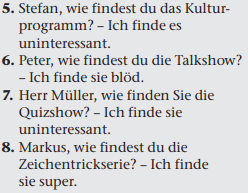 5. Stefan, wie findest du das Kultur-
programm? – Ich finde es
uninteressant.
6. Peter, wie findest du die Talkshow?
– Ich finde sie blöd.
7. Herr Müller, wie finden Sie die
Quizshow? – Ich finde sie
uninteressant.
8. Markus, wie findest du die
Zeichentrickserie? – Ich finde
sie super.